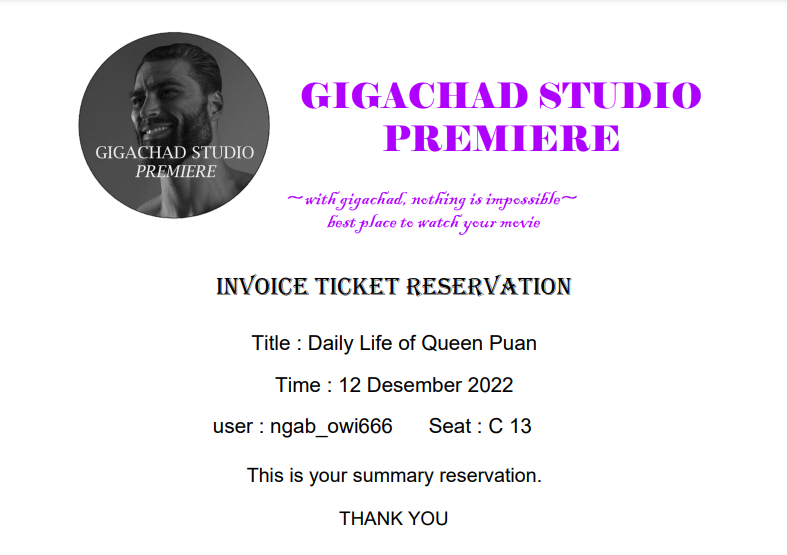 GIGACHAD STUDIO
PREMIERE
GIGACHAD STUDIO
PREMIERE
~with gigachad, nothing is impossible~
best place to watch your movie
INVOICE TICKET RESERVATION
Title : Daily Life of Queen Puan
Time : 12 Desember 2022
user : ngab_owi666 Seat : C 13
This is your summary reservation.
THANK YOU